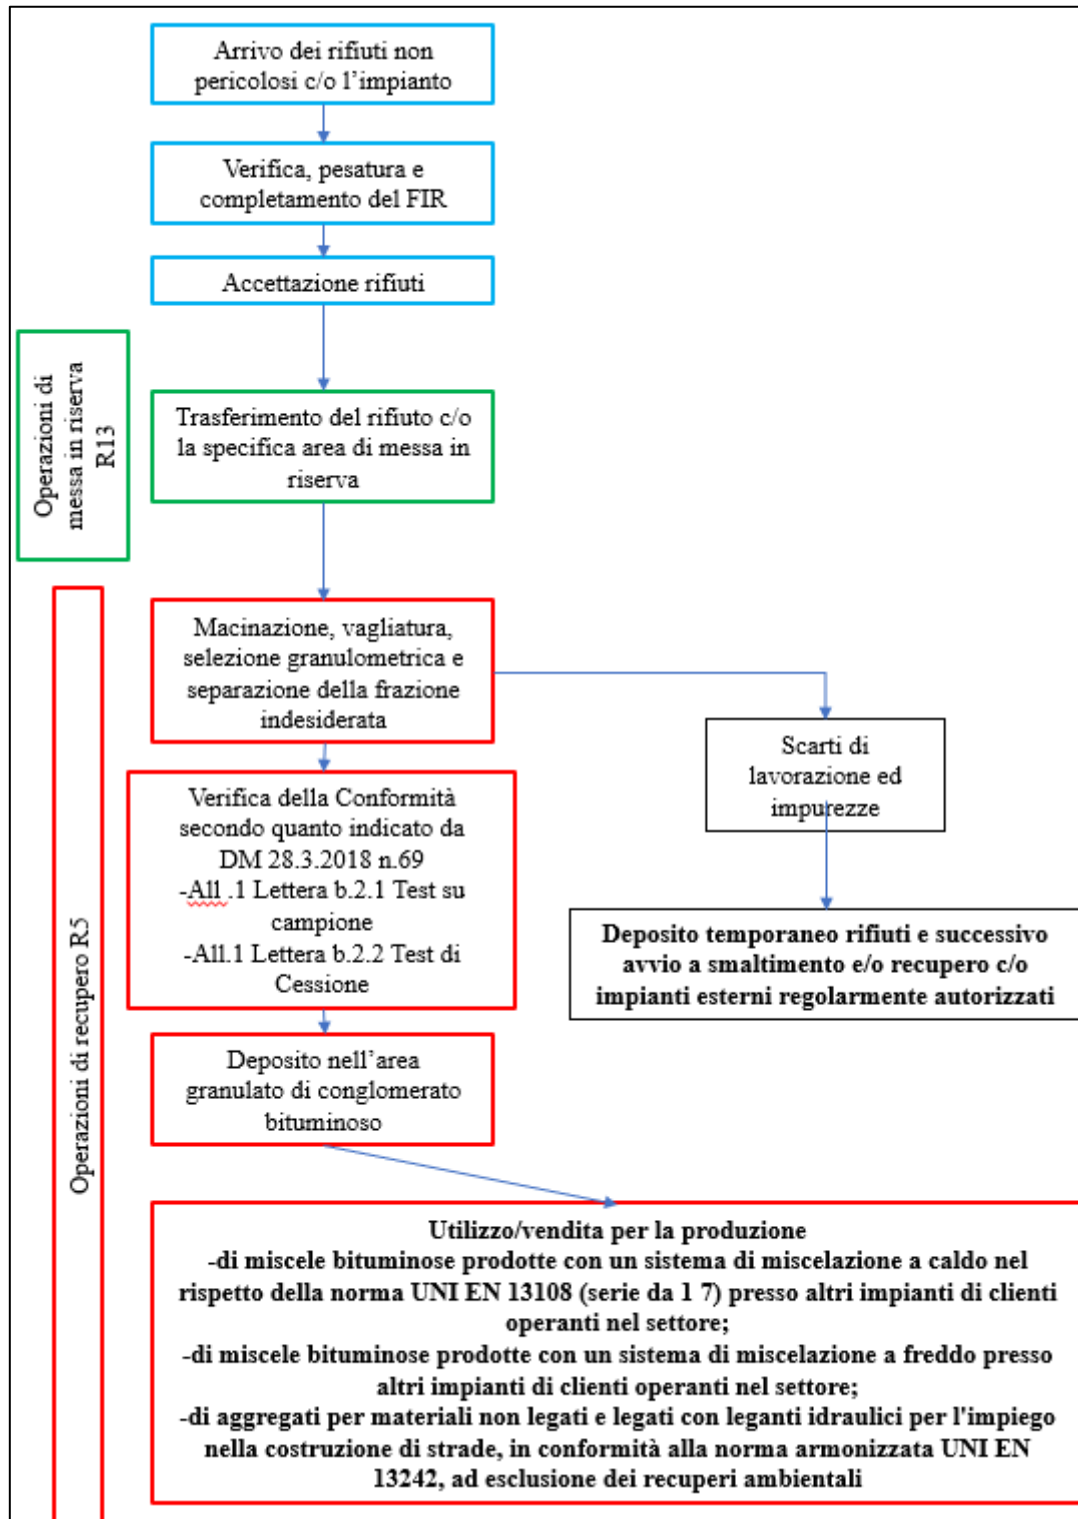 Arrivo dei rifiuti non
pericolosi c/o l’impianto
Verifica, pesatura e
completamento del FIR
Accettazione rifiuti
Operazioni di
messa in riserva
R13
Trasferimento del rifiuto c/o
la specifica area di messa in
riserva
Operazioni di recupero R5
Macinazione, vagliatura,
selezione granulometrica e
separazione della frazione
indesiderata
Scarti di
lavorazione ed
impurezze
Verifica della Conformità
secondo quanto indicato da
DM 28.3.2018 n.69
-All .1 Lettera b.2.1 Test su
campione
-All.1 Lettera b.2.2 Test di
Cessione
Deposito temporaneo rifiuti e successivo
avvio a smaltimento e/o recupero c/o
impianti esterni regolarmente autorizzati
Deposito nell’area
granulato di conglomerato
bituminoso
Utilizzo/vendita per la produzione
-di miscele bituminose prodotte con un sistema di miscelazione a caldo nel
rispetto della norma UNI EN 13108 (serie da 1 7) presso altri impianti di clienti
operanti nel settore;
-di miscele bituminose prodotte con un sistema di miscelazione a freddo presso
altri impianti di clienti operanti nel settore;
-di aggregati per materiali non legati e legati con leganti idraulici per l'impiego
nella costruzione di strade, in conformità alla norma armonizzata UNI EN
13242, ad esclusione dei recuperi ambientali